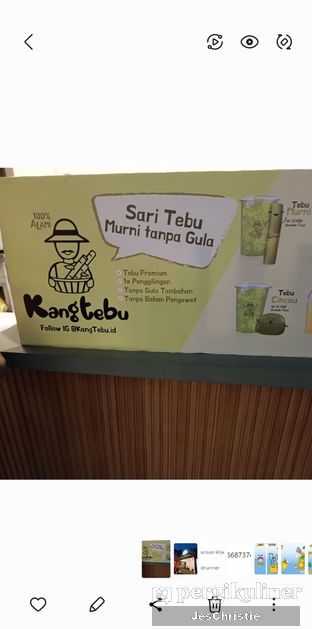 100%
ALAMI
Sari Tebu
Murni tanpa Gula
Tebu Premium
1x Penggilingan
Tanpa Gula Tambahan
Tanpa Bahan Pengawet
Kangtebu
Follow IG @KangTebu.id
Tebu
Murni
Tebu
Cincau
5687374
pergikuliner
JesChristie